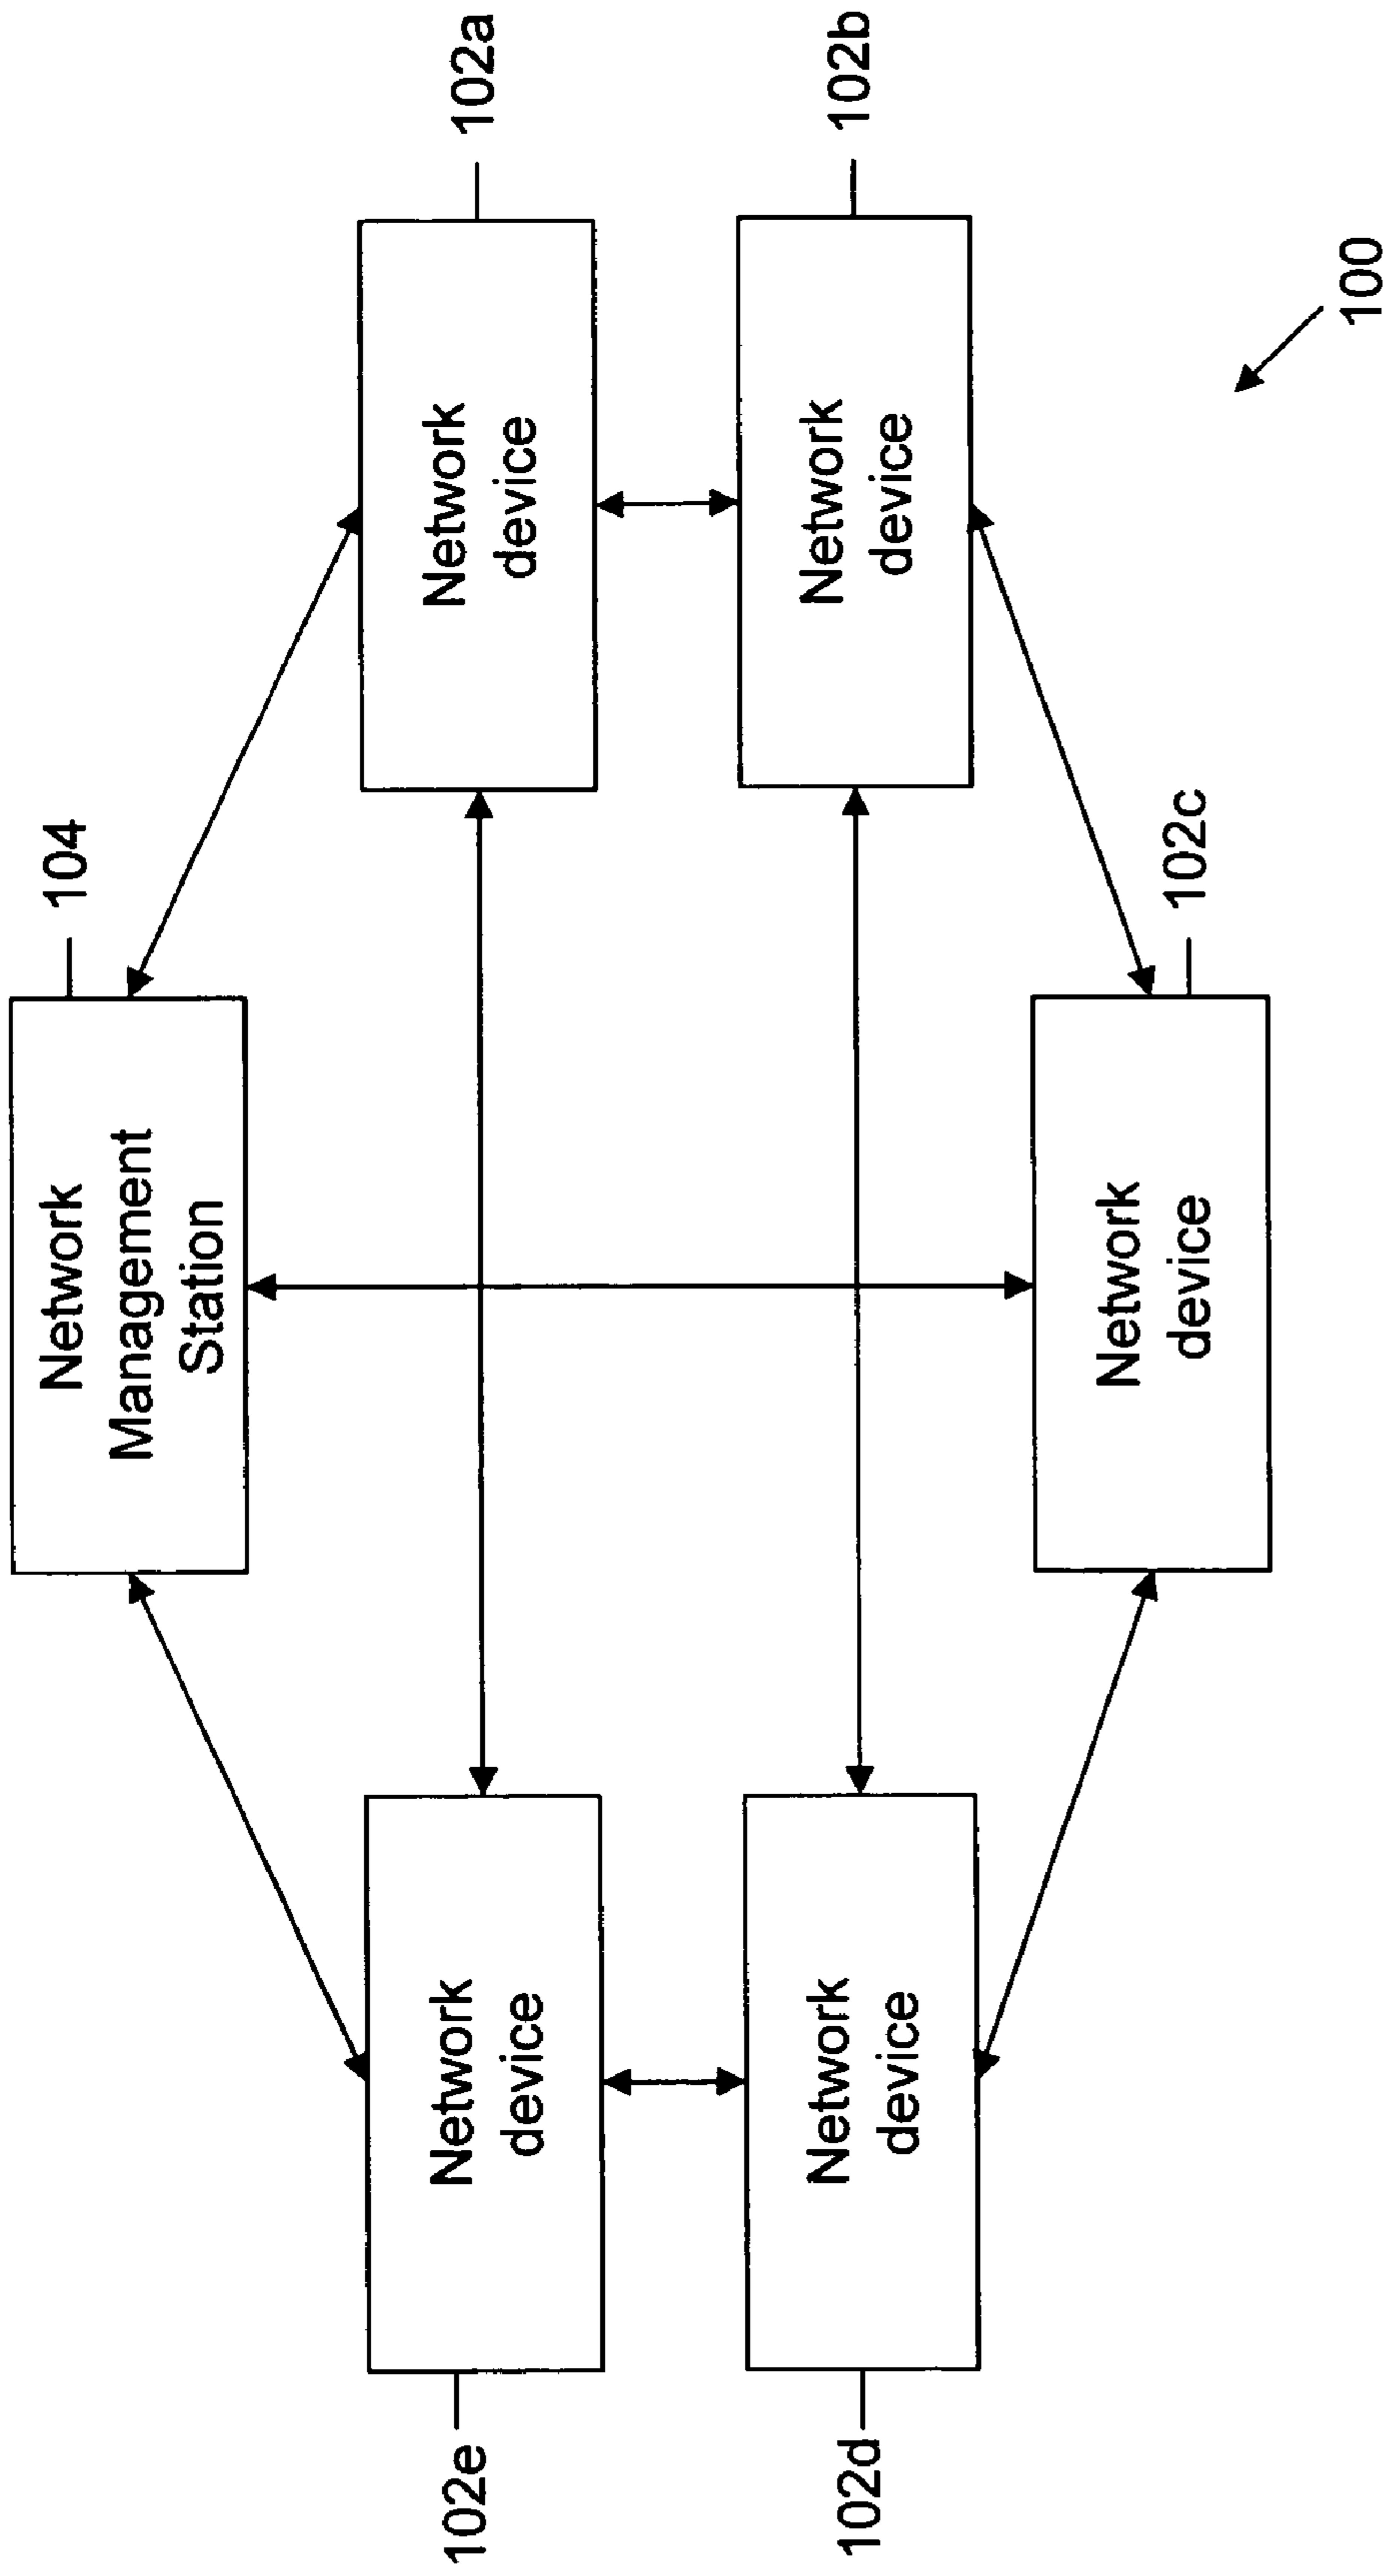 Network
Management
Station
104
Network
device
102e
Network
device
102a
Network
device
102d
Network
device
102b
Network
device
102c
100